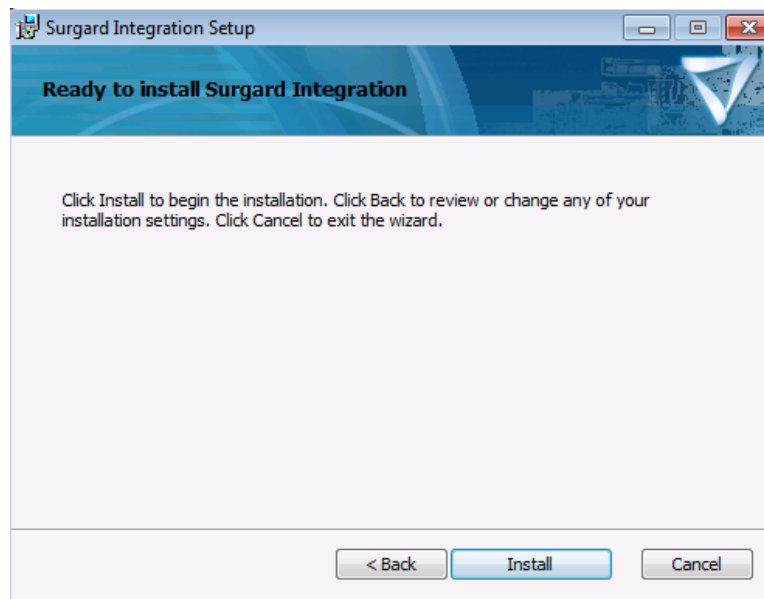 Surgard Integration Setup
Ready to install Surgard Integration
Click Install to begin the installation. Click Back to review or change any of your
installation settings. Click Cancel to exit the wizard.
< Back
Install
Cancel